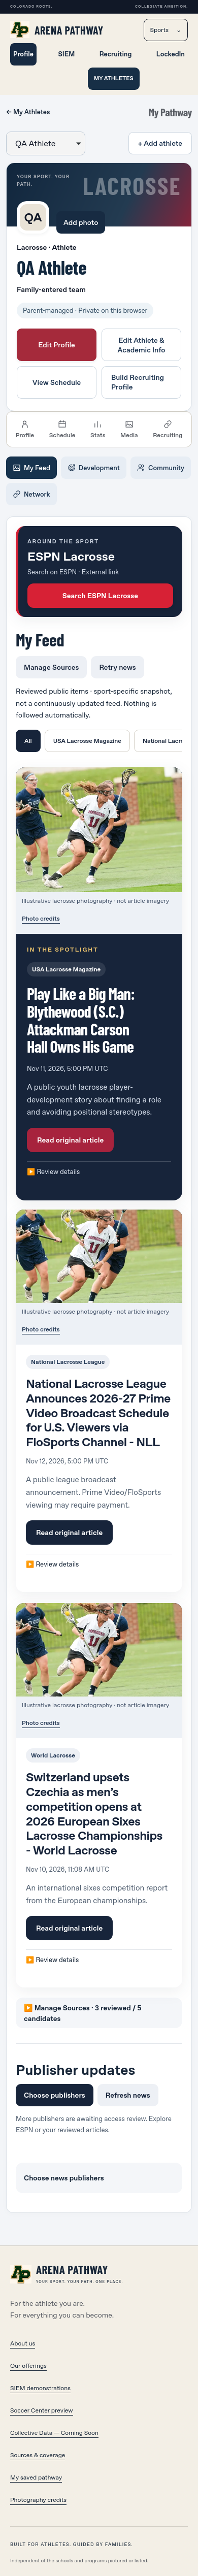 COLORADO ROOTS.
COLLEGIATE AMBITION.
Ap ARENA PATHWAY
Sports
Profile SIEM Recruiting LockedIn
MY ATHLETES
← My Athletes
My Pathway
QA Athlete
+ Add athlete
YOUR SPORT. YOUR PATH.
LACROSSE
QA
Add photo
Lacrosse · Athlete
QA Athlete
Family-entered team
Parent-managed · Private on this browser
Edit Profile
Edit Athlete &
Academic Info
View Schedule
Build Recruiting
Profile
Profile Schedule Stats Media Recruiting
My Feed
Development
Community
Network
AROUND THE SPORT
ESPN Lacrosse
Search on ESPN · External link
Search ESPN Lacrosse
My Feed
Manage Sources
Retry news
Reviewed public items · sport-specific snapshot,
not a continuously updated feed. Nothing is
followed automatically.
All
USA Lacrosse Magazine
National Lacr
Illustrative lacrosse photography · not article imagery
Photo credits
IN THE SPOTLIGHT
USA Lacrosse Magazine
Play Like a Big Man:
Blythewood (S.C.)
Attackman Carson
Hall Owns His Game
Nov 11, 2026, 5:00 PM UTC
A public youth lacrosse player-
development story about finding a role
and avoiding positional stereotypes.
Read original article
Review details
Illustrative lacrosse photography · not article imagery
Photo credits
National Lacrosse League
National Lacrosse League
Announces 2026-27 Prime
Video Broadcast Schedule
for U.S. Viewers via
FloSports Channel - NLL
Nov 12, 2026, 5:00 PM UTC
A public league broadcast
announcement. Prime Video/FloSports
viewing may require payment.
Read original article
Review details
Illustrative lacrosse photography · not article imagery
Photo credits
World Lacrosse
Switzerland upsets
Czechia as men's
competition opens at
2026 European Sixes
Lacrosse Championships
- World Lacrosse
Nov 10, 2026, 11:08 AM UTC
An international sixes competition report
from the European championships.
Read original article
Review details
Manage Sources · 3 reviewed / 5
candidates
Publisher updates
Choose publishers
Refresh news
More publishers are awaiting access review. Explore
ESPN or your reviewed articles.
Choose news publishers
Ap ARENA PATHWAY
YOUR SPORT. YOUR PATH. ONE PLACE.
For the athlete you are.
For everything you can become.
About us
Our offerings
SIEM demonstrations
Soccer Center preview
Collective Data — Coming Soon
Sources & coverage
My saved pathway
Photography credits
BUILT FOR ATHLETES. GUIDED BY FAMILIES.
Independent of the schools and programs pictured or listed.